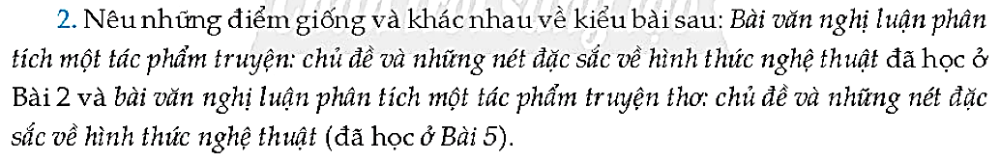 2. Nêu những điểm giống và khác nhau về kiểu bài sau: Bài văn nghị luận phân
tích một tác phẩm truyện: chủ đề và những nét đặc sắc về hình thức nghệ thuật đã học ở
Bài 2 và bài văn nghị luận phân tích một tác phẩm truyện thơ: chủ đề và những nét đặc
sắc về hình thức nghệ thuật (đã học ở Bài 5).